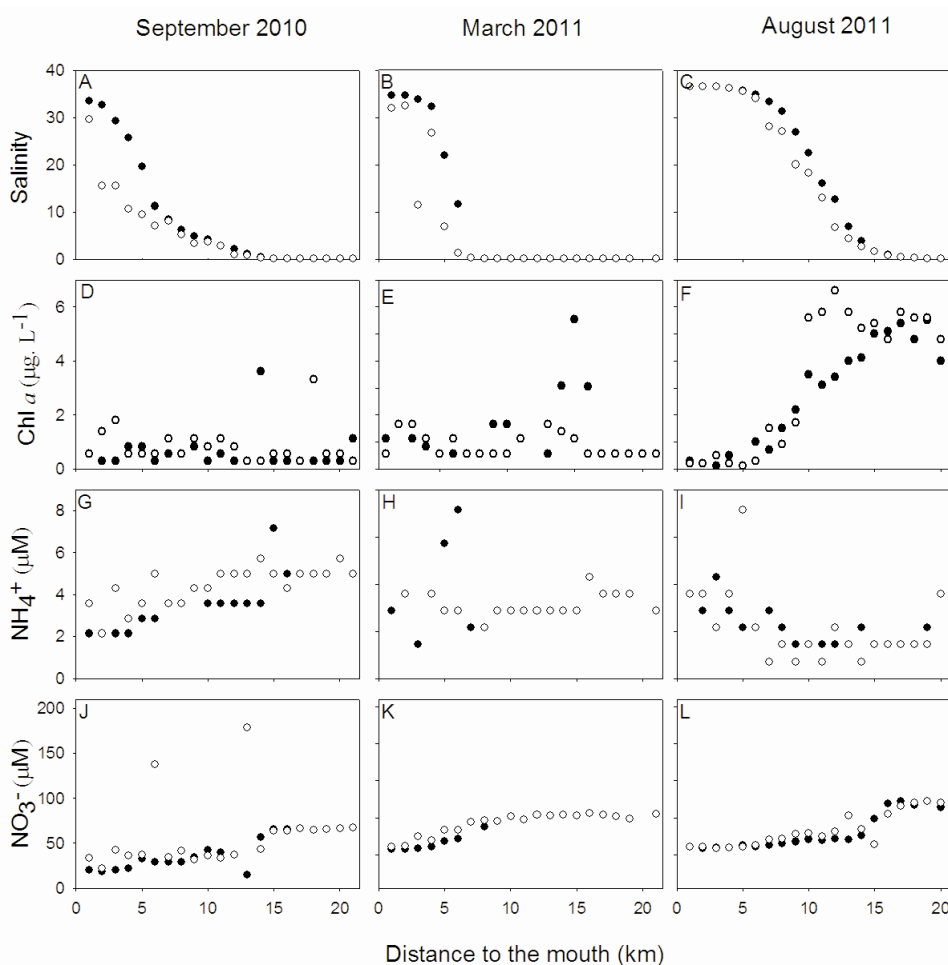 September 2010 March 2011 August 2011
A B C
40
30
20
10
0
Salinity
D E F
6
4
2
0
Chl a (µg. L⁻¹)
G H I
8
6
4
2
0
NH₄⁺ (µM)
J K L
200
150
100
50
0
NO₃⁻ (µM)
0 5 10 15 20 0 5 10 15 20 0 5 10 15 20
Distance to the mouth (km)